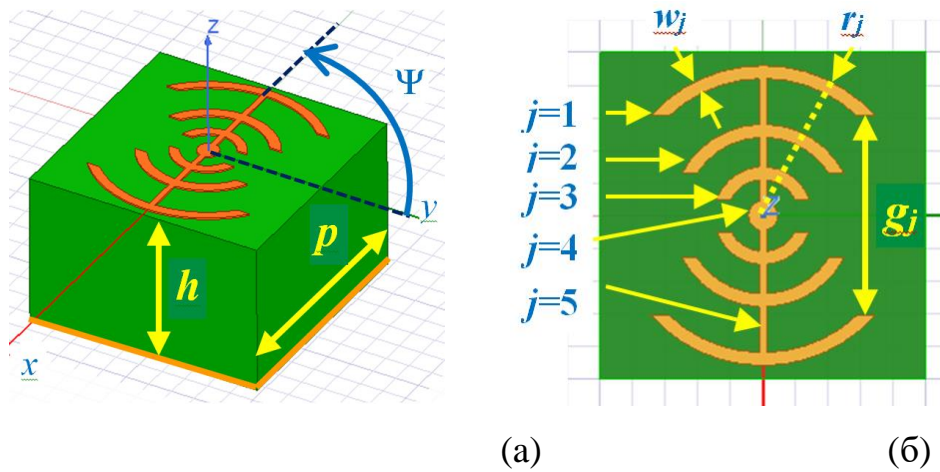 z
Ψ
y
p
h
x
(а)
w_j
r_j
j=1
j=2
j=3
j=4
j=5
z
g_j
(б)